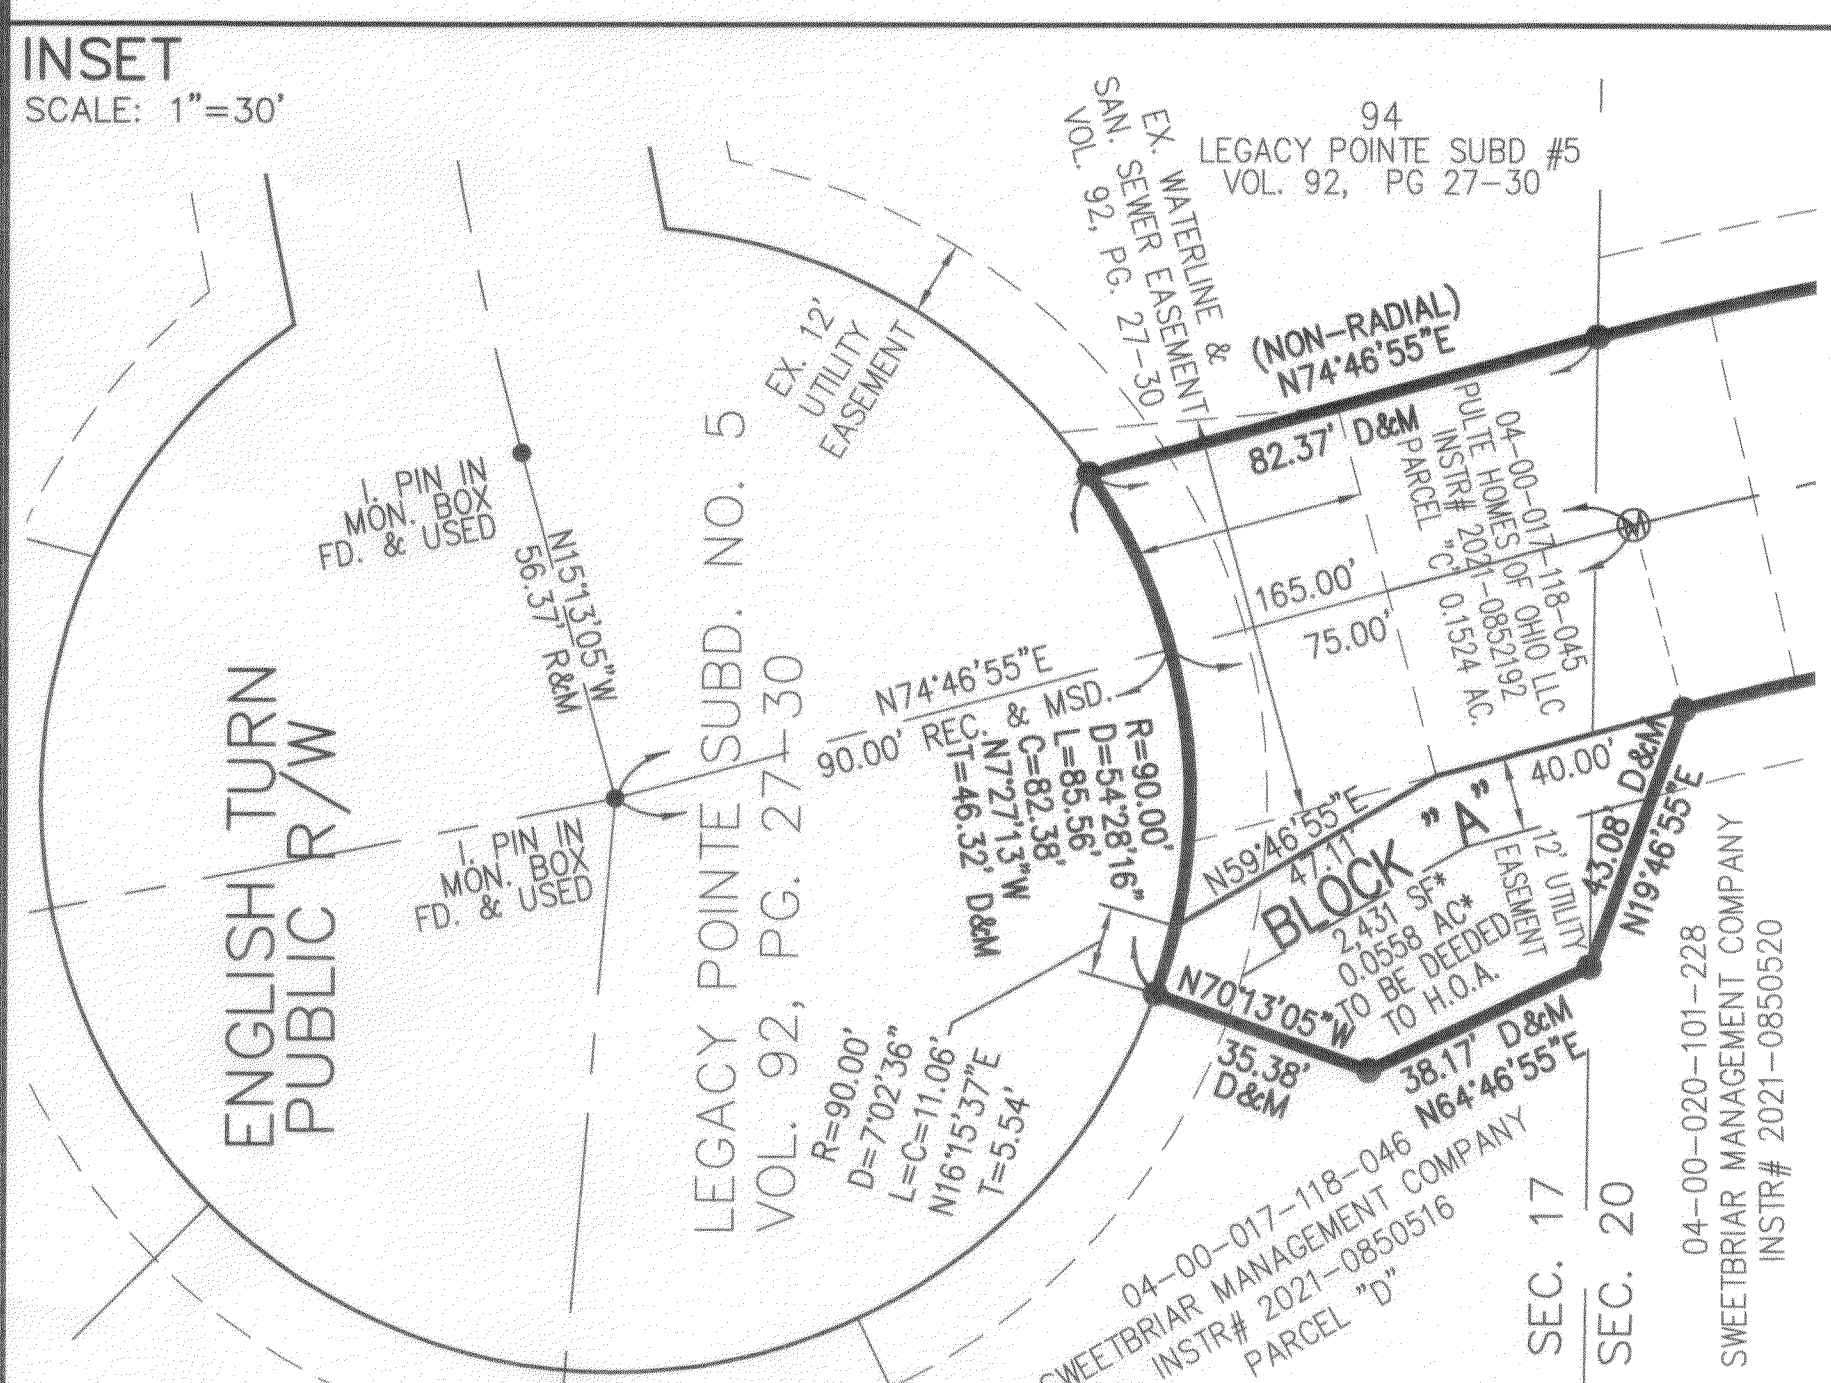 INSET
SCALE: 1"=30'
94
LEGACY POINTE SUBD #5
VOL. 92, PG 27-30
EX. WATERLINE &
SAN. SEWER EASEMENT
VOL. 92, PG. 27-30
EX. 12'
UTILITY
EASEMENT
(NON-RADIAL)
N74°46'55"E
82.37' D&M
I. PIN IN
MON. BOX
FD. & USED
N15°13'05"W
56.37' R&M
04-00-017-118-045
PULTE HOMES OF OHIO LLC
INSTR# 2021-0852192
PARCEL "C" 0.1524 AC.
M
165.00'
75.00'
ENGLISH TURN
PUBLIC R/W
LEGACY POINTE SUBD. NO. 5
VOL. 92, PG. 27-30
N74°46'55"E
90.00' REC. & MSD.
R=90.00'
D=54°28'16"
L=85.56'
C=82.38'
N7°27'13"W
T=46.32' D&M
I. PIN IN
MON. BOX
FD. & USED
N59°46'55"E
47.11'
40.00'
BLOCK "A"
2,431 SF*
0.0558 AC*
TO BE DEEDED
TO H.O.A.
12' UTILITY
EASEMENT
43.08' D&M
N19°46'55"E
N70°13'05"W
35.38'
D&M
38.17' D&M
N64°46'55"E
R=90.00'
D=7°02'36"
L=C=11.06'
N16°15'37"E
T=5.54'
04-00-017-118-046
SWEETBRIAR MANAGEMENT COMPANY
INSTR# 2021-0850516
PARCEL "D"
SEC. 17
SEC. 20
04-00-020-101-228
SWEETBRIAR MANAGEMENT COMPANY
INSTR# 2021-0850520